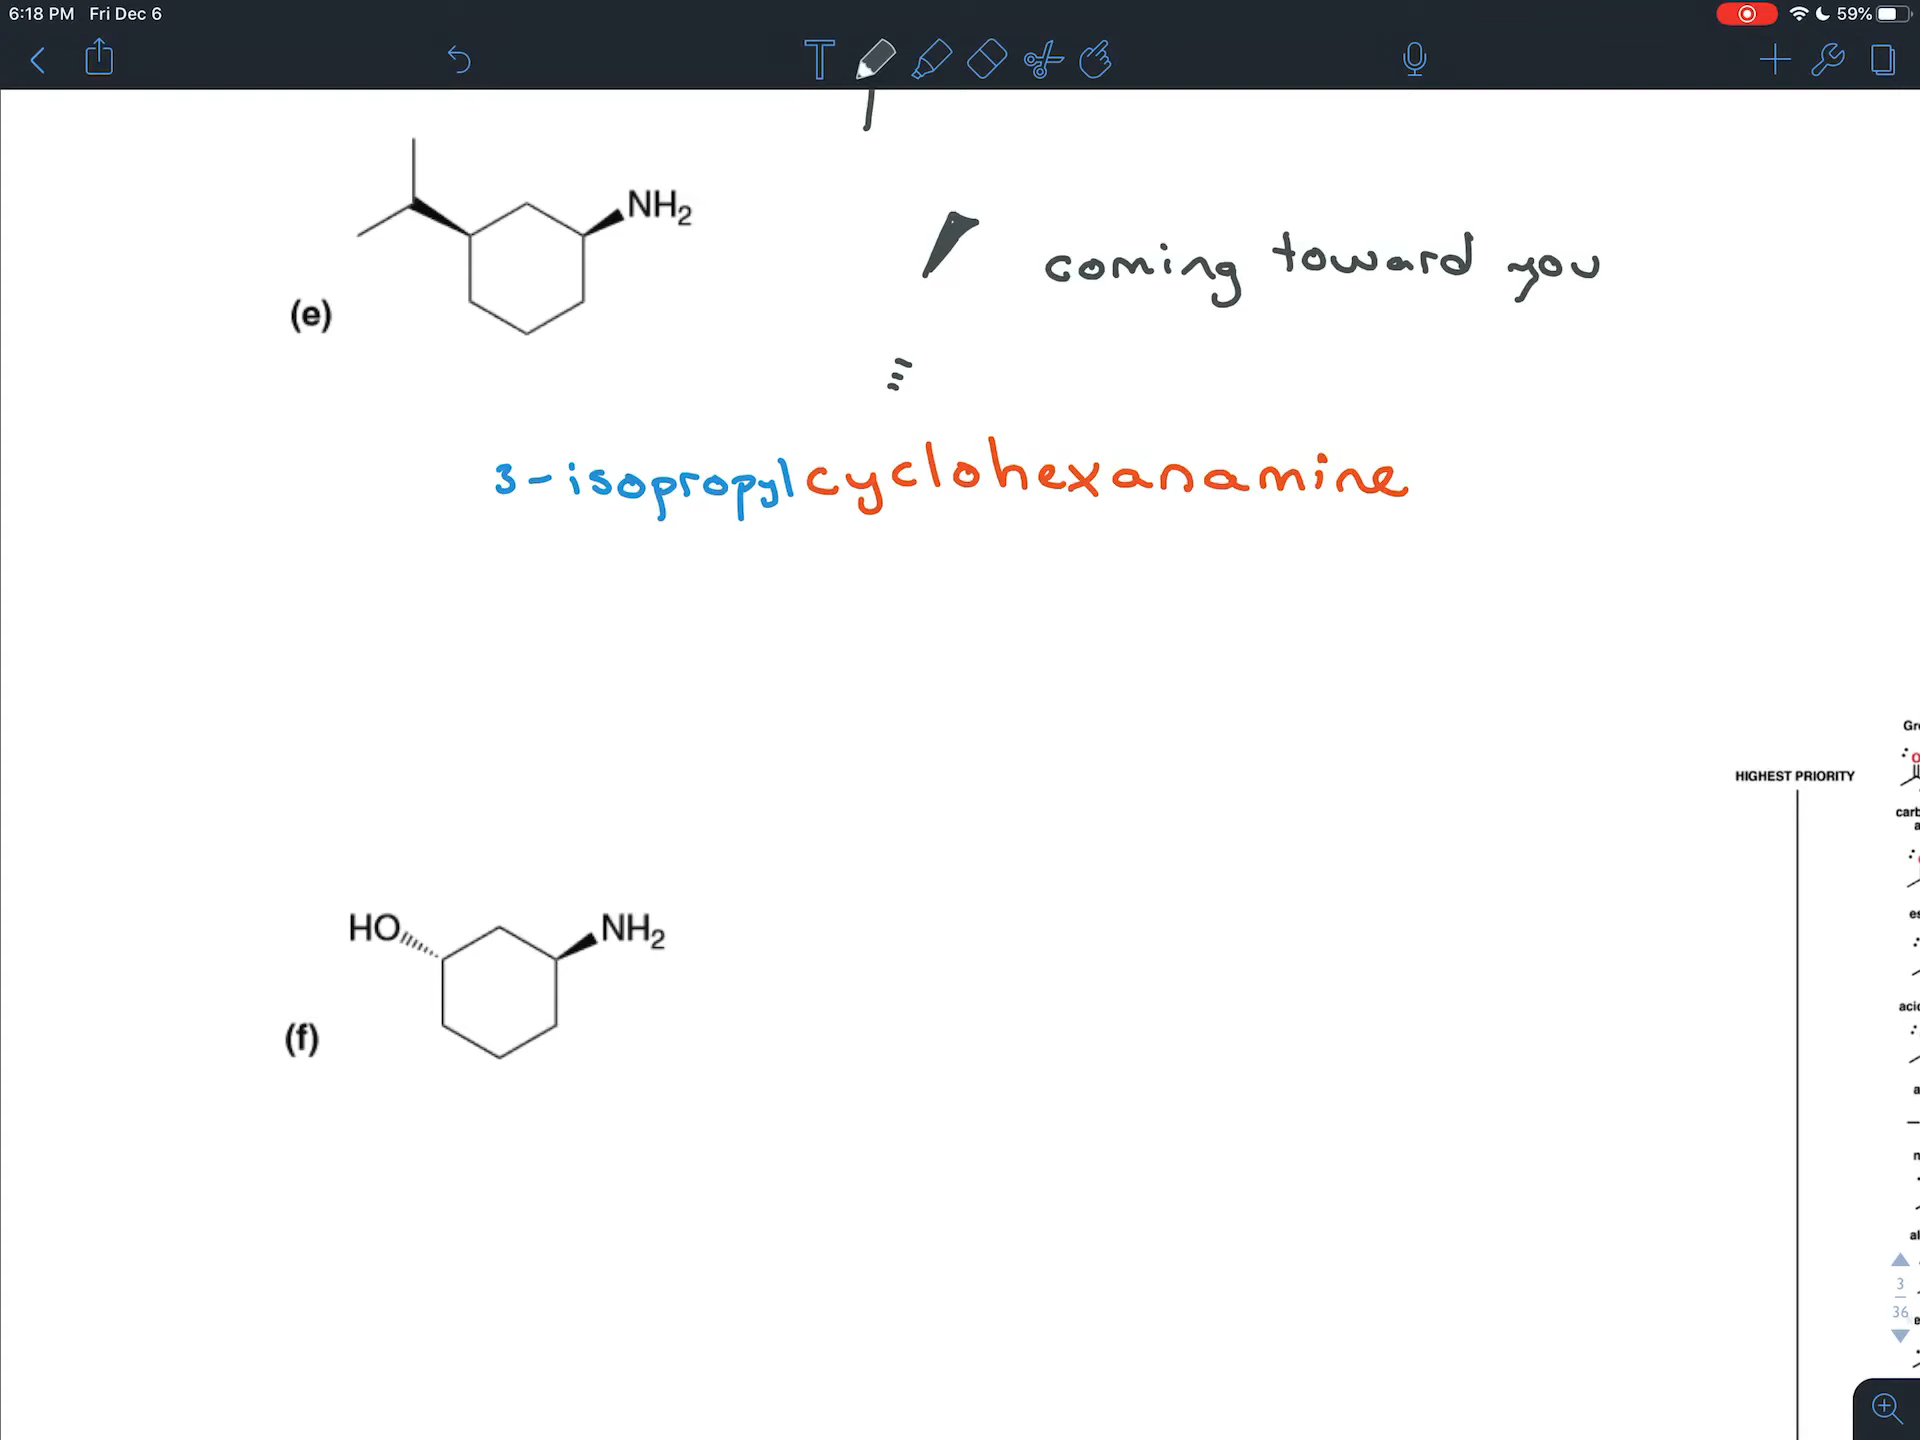 6:18 PM Fri Dec 6
59%
T
NH2
coming toward you
(e)
3-isopropylcyclohexanamine
HIGHEST PRIORITY
HO
NH2
(f)
3
36